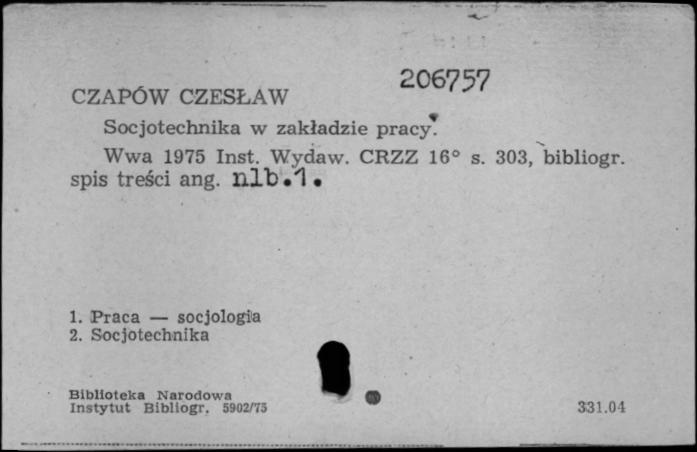 206757
CZAPÓW CZESŁAW
Socjotechnika w zakładzie pracy.
Wwa 1975 Inst. Wydaw. CRZZ 16° s. 303, bibliogr.
spis treści ang. nlb.1.
1. Praca — socjologia
2. Socjotechnika
Biblioteka Narodowa
Instytut Bibliogr. 5902/75
331.04